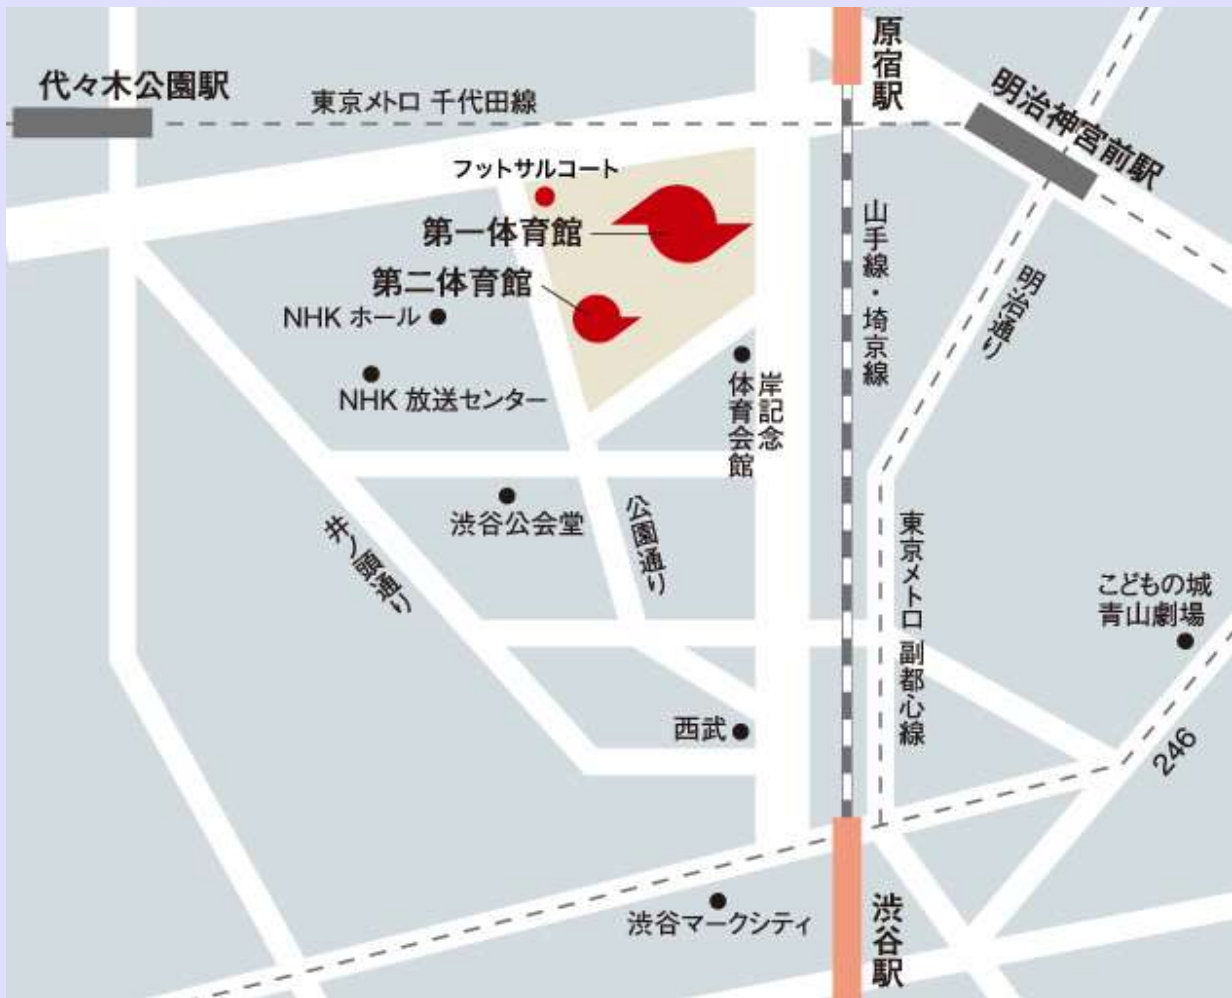 原宿駅
代々木公園駅
東京メトロ 千代田線
明治神宮前駅
フットサルコート
第一体育館
第二体育館
山手線・埼京線
明治通り
NHK ホール
NHK 放送センター
岸記念
体育会館
渋谷公会堂
公園通り
井ノ頭通り
東京メトロ 副都心線
こどもの城
青山劇場
西武
246
渋谷マークシティ
渋谷駅